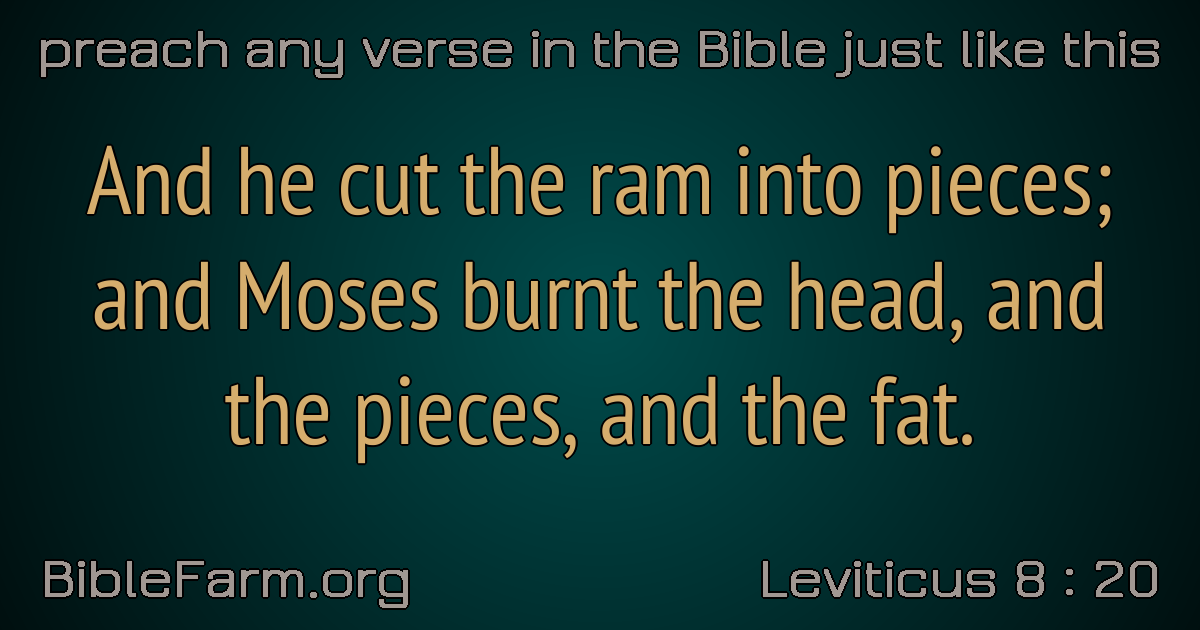 preach any verse in the Bible just like this
And he cut the ram into pieces;
and Moses burnt the head, and
the pieces, and the fat.
BibleFarm.org
Leviticus 8 : 20